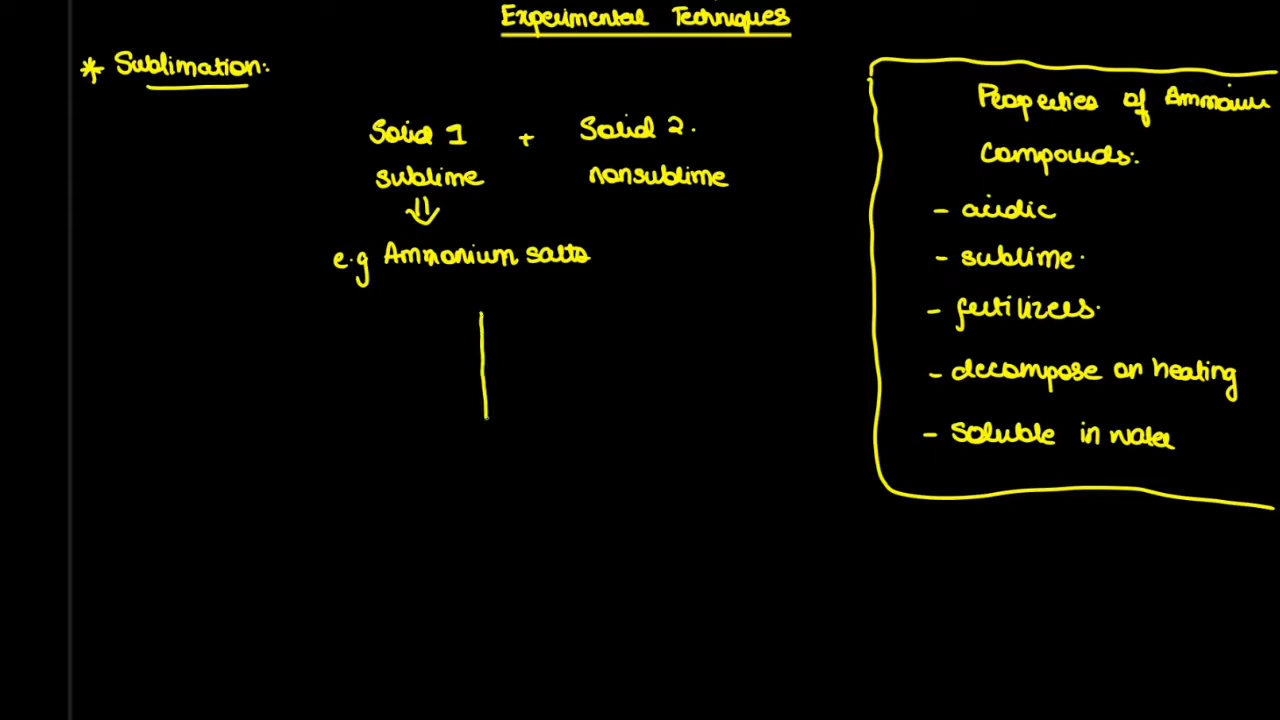 Experimental Techniques
* Sublimation:
Solid 1 + Solid 2.
sublime nonsublime
⇓
e.g Ammonium salts
Properties of Ammonium
Compounds:
- acidic
- sublime.
- fertilizers.
- decompose on heating
- Soluble in water